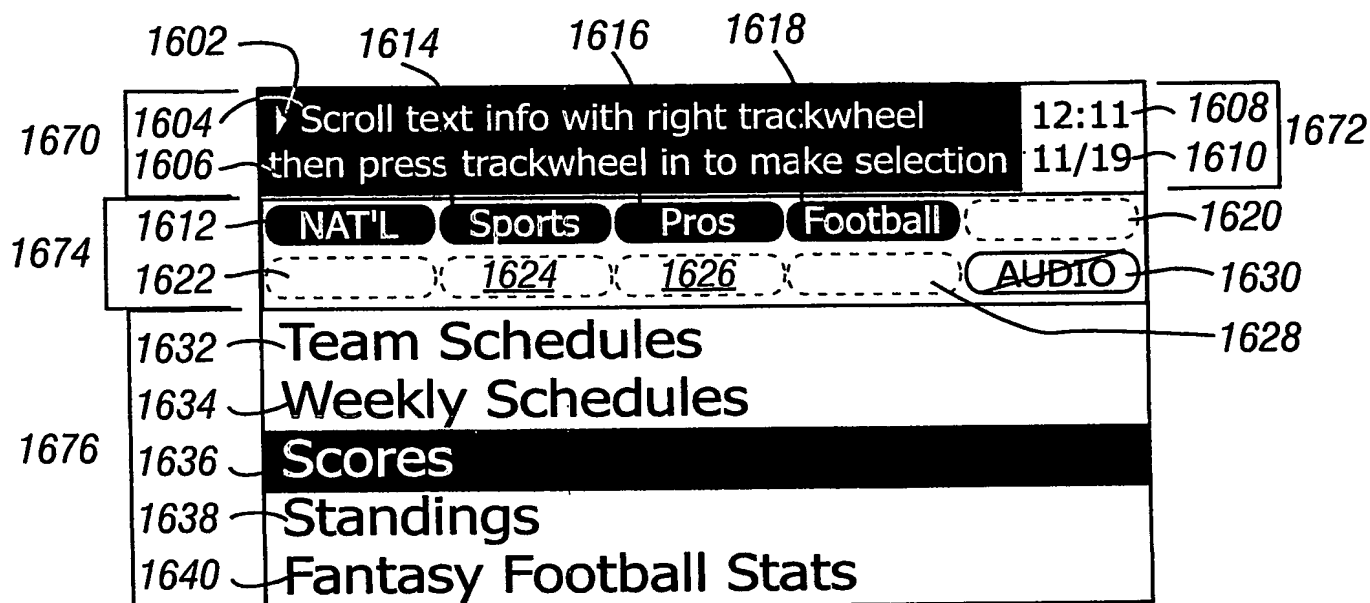 1602 1614 1616 1618
1670 1604 Scroll text info with right trackwheel 12:11 1608 1672
1606 then press trackwheel in to make selection 11/19 1610
1674 1612 NAT'L Sports Pros Football 1620
1622 1624 1626 AUDIO 1630
1632 Team Schedules 1628
1634 Weekly Schedules
1676 1636 Scores
1638 Standings
1640 Fantasy Football Stats